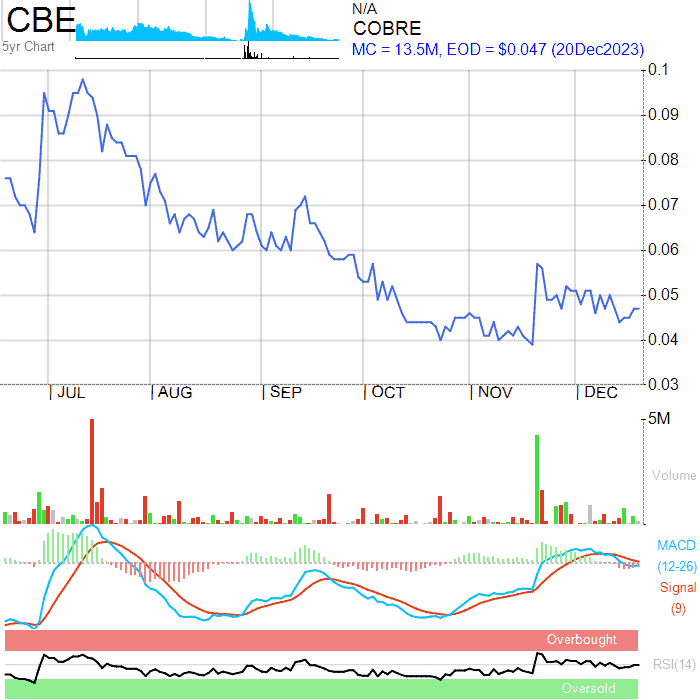 CBE
5yr Chart
N/A
COBRE
MC = 13.5M, EOD = $0.047 (20Dec2023)
0.1
0.09
0.08
0.07
0.06
0.05
0.04
0.03
JUL AUG SEP OCT NOV DEC
5M
Volume
MACD
(12-26)
Signal
(9)
Overbought
RSI(14)
Oversold